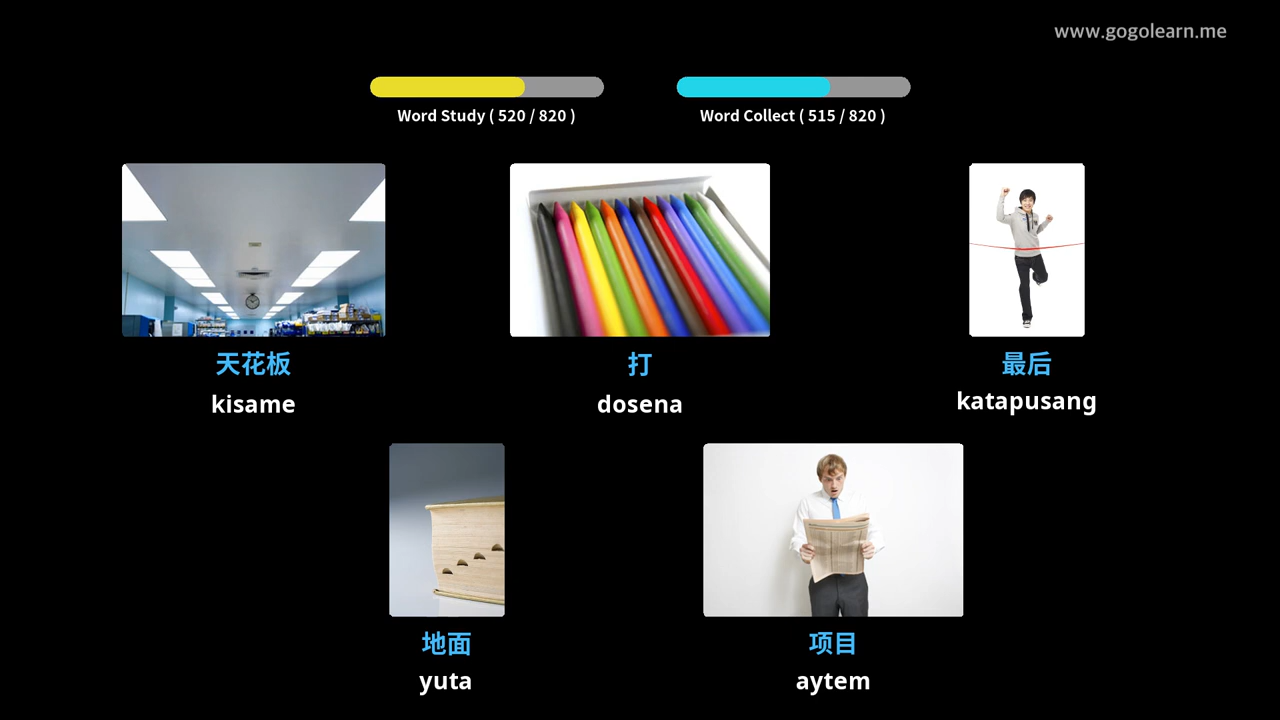 www.gogolearn.me
Word Study ( 520 / 820 )
Word Collect ( 515 / 820 )
天花板
打
最后
kisame
dosena
katapusang
地面
项目
yuta
aytem